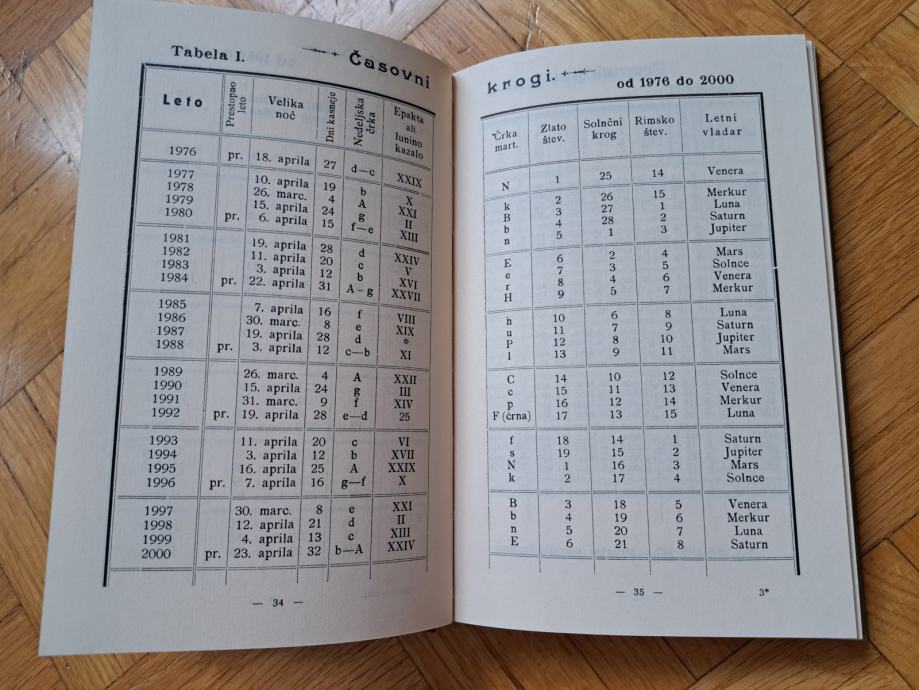 Tabela I. Časovni
Leto
Prestopno
leto
Velika
noč
Dni kasneje
Nedeljska
črka
Epakta
ali
lunino
kazalo
1976 pr. 18. aprila 27 d—c XXIX
1977 10. aprila 19 b X
1978 26. marc. 4 A XXI
1979 15. aprila 24 g II
1980 pr. 6. aprila 15 f—e XIII
1981 19. aprila 28 d XXIV
1982 11. aprila 20 c V
1983 3. aprila 12 b XVI
1984 pr. 22. aprila 31 A-g XXVII
1985 7. aprila 16 f VIII
1986 30. marc. 8 e XIX
1987 19. aprila 28 d *
1988 pr. 3. aprila 12 c—b XI
1989 26. marc. 4 A XXII
1990 15. aprila 24 g III
1991 31. marc. 9 f XIV
1992 pr. 19. aprila 28 e—d 25
1993 11. aprila 20 c VI
1994 3. aprila 12 b XVII
1995 16. aprila 25 A XXIX
1996 pr. 7. aprila 16 g—f X
1997 30. marc. 8 e XXI
1998 12. aprila 21 d II
1999 4. aprila 13 c XIII
2000 pr. 23. aprila 32 b—A XXIV
— 34 —
krogi. od 1976 do 2000
Črka
mart.
Zlato
štev.
Solnčni
krog
Rimsko
štev.
Letni
vladar
N 1 25 14 Venera
k 2 26 15 Merkur
B 3 27 1 Luna
b 4 28 2 Saturn
n 5 1 3 Jupiter
E 6 2 4 Mars
e 7 3 5 Solnce
r 8 4 6 Venera
H 9 5 7 Merkur
h 10 6 8 Luna
u 11 7 9 Saturn
P 12 8 10 Jupiter
l 13 9 11 Mars
C 14 10 12 Solnce
c 15 11 13 Venera
p 16 12 14 Merkur
F (črna) 17 13 15 Luna
f 18 14 1 Saturn
s 19 15 2 Jupiter
N 1 16 3 Mars
k 2 17 4 Solnce
B 3 18 5 Venera
b 4 19 6 Merkur
n 5 20 7 Luna
E 6 21 8 Saturn
— 35 — 3*